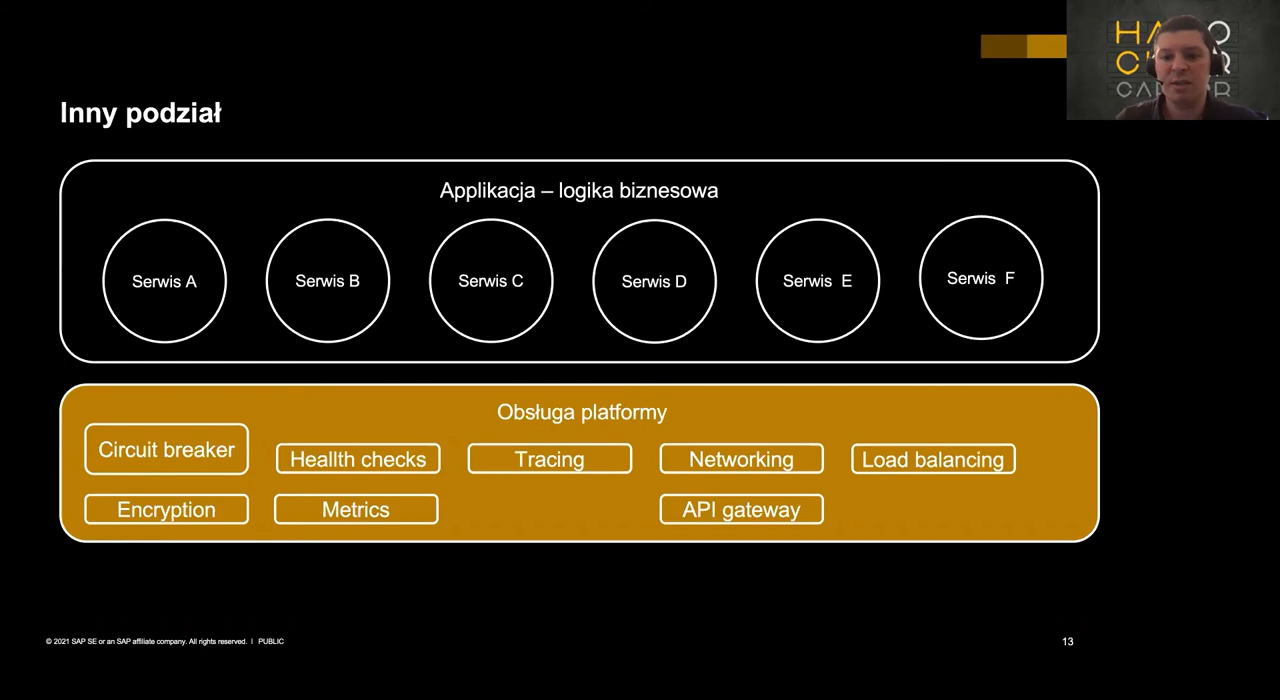 Inny podział
Applikacja – logika biznesowa
Serwis A
Serwis B
Serwis C
Serwis D
Serwis E
Serwis F
Obsługa platformy
Circuit breaker
Heallth checks
Tracing
Networking
Load balancing
Encryption
Metrics
API gateway
© 2021 SAP SE or an SAP affiliate company. All rights reserved. I PUBLIC
13